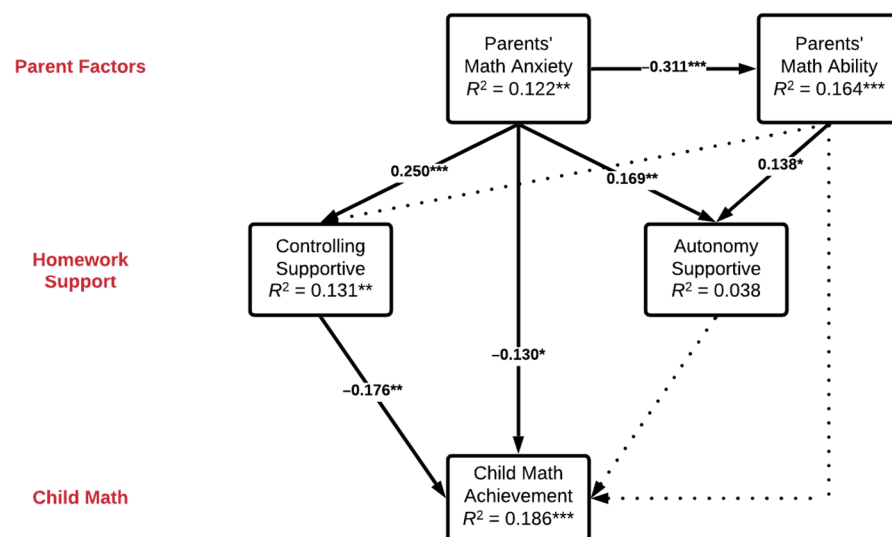 Parent Factors
Parents'
Math Anxiety
R² = 0.122**
–0.311***
Parents'
Math Ability
R² = 0.164***
0.250***
0.169**
0.138*
Homework
Support
Controlling
Supportive
R² = 0.131**
Autonomy
Supportive
R² = 0.038
–0.176**
–0.130*
Child Math
Child Math
Achievement
R² = 0.186***